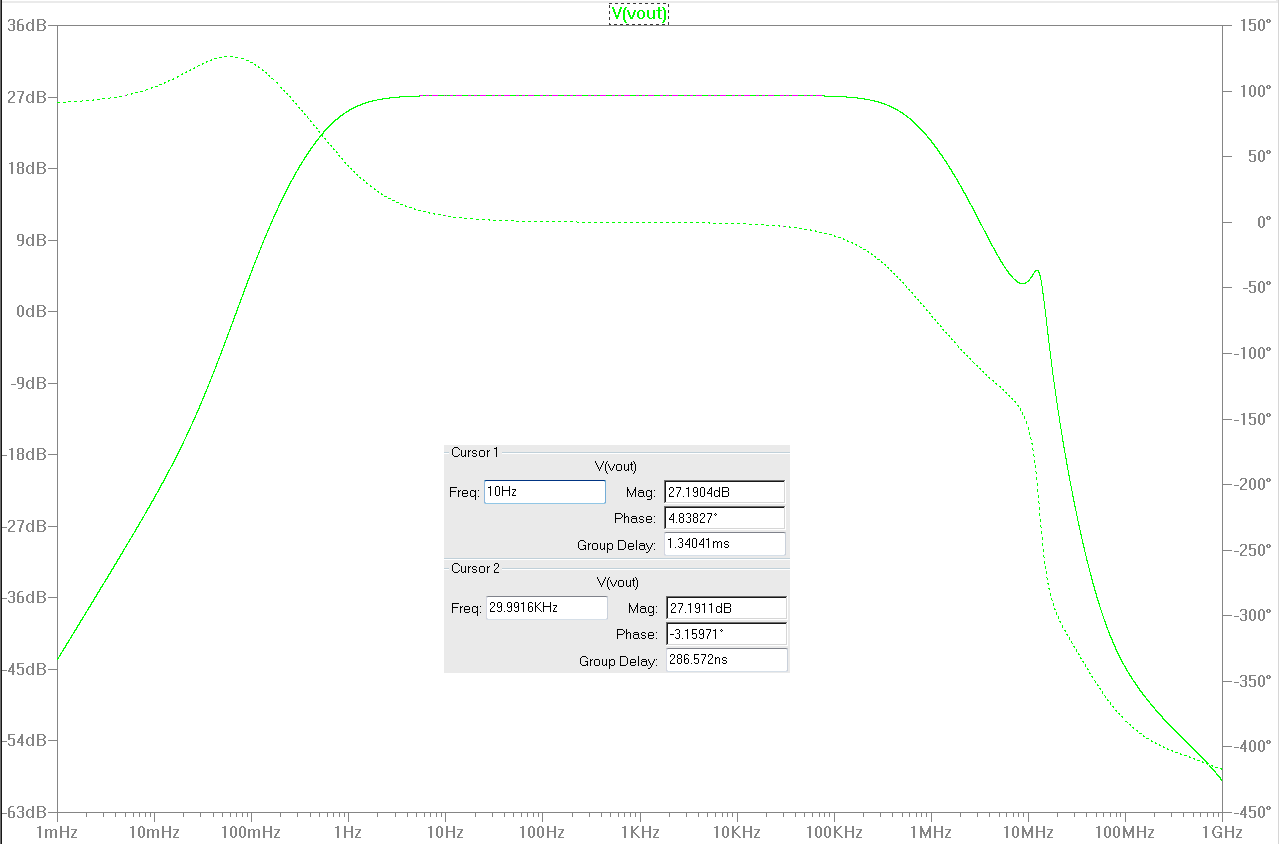 V(vout)
36dB
27dB
18dB
9dB
0dB
-9dB
-18dB
-27dB
-36dB
-45dB
-54dB
-63dB
150°
100°
50°
0°
-50°
-100°
-150°
-200°
-250°
-300°
-350°
-400°
-450°
Cursor 1
V(vout)
Freq: 10Hz Mag: 27.1904dB
Phase: 4.83827°
Group Delay: 1.34041ms
Cursor 2
V(vout)
Freq: 29.9916KHz Mag: 27.1911dB
Phase: -3.15971°
Group Delay: 286.572ns
1mHz 10mHz 100mHz 1Hz 10Hz 100Hz 1KHz 10KHz 100KHz 1MHz 10MHz 100MHz 1GHz